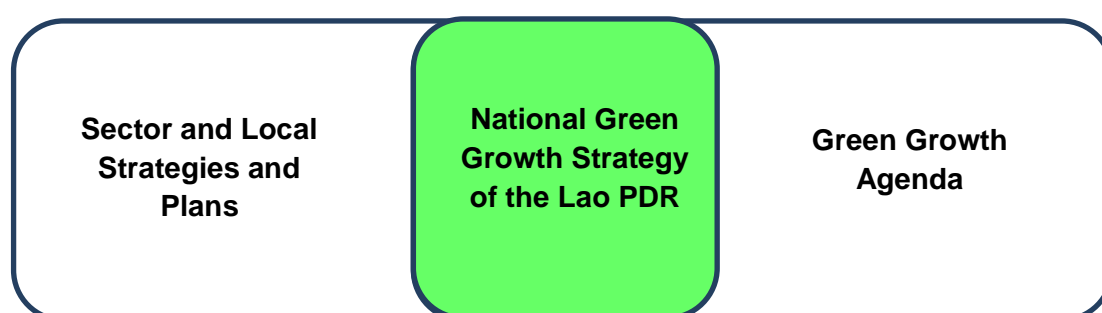 Sector and Local
Strategies and
Plans
National Green
Growth Strategy
of the Lao PDR
Green Growth
Agenda